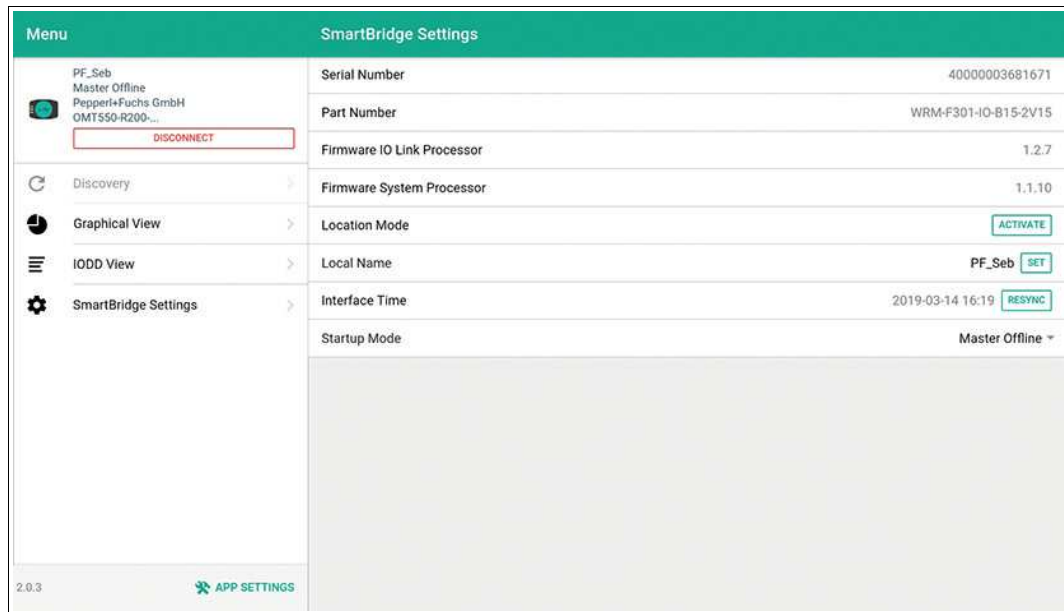 Menu
SmartBridge Settings
PF_Seb
Master Offline
Pepperl+Fuchs GmbH
OMT550-R200-...
DISCONNECT
Discovery
Graphical View
IODD View
SmartBridge Settings
2.0.3
APP SETTINGS
Serial Number 40000003681671
Part Number WRM-F301-IO-B15-2V15
Firmware IO Link Processor 1.2.7
Firmware System Processor 1.1.10
Location Mode ACTIVATE
Local Name PF_Seb SET
Interface Time 2019-03-14 16:19 RESYNC
Startup Mode Master Offline